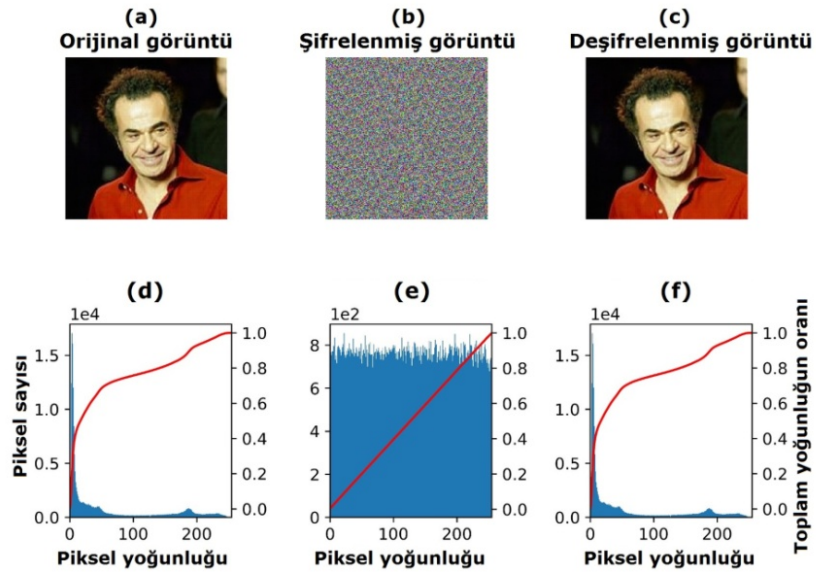 (a)
Orijinal görüntü
(b)
Şifrelenmiş görüntü
(c)
Deşifrelenmiş görüntü
(d)
1e4
1.5
1.0
0.5
0.0
1.0
0.8
0.6
0.4
0.2
0.0
0 100 200
Piksel sayısı
Piksel yoğunluğu
(e)
1e2
8
6
4
2
0
1.0
0.8
0.6
0.4
0.2
0.0
0 100 200
Piksel yoğunluğu
(f)
1e4
1.5
1.0
0.5
0.0
1.0
0.8
0.6
0.4
0.2
0.0
0 100 200
Piksel yoğunluğu
Toplam yoğunluğun oranı